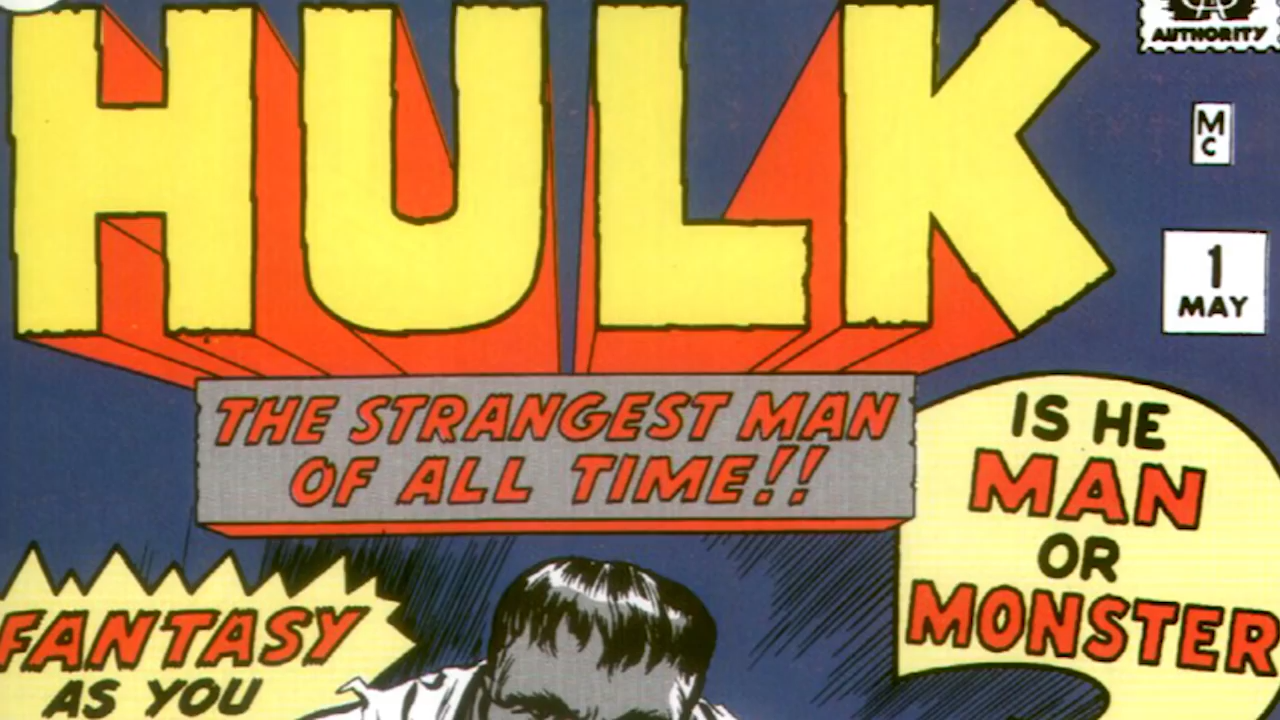 HULK
AUTHORITY
M
C
1
MAY
THE STRANGEST MAN
OF ALL TIME!!
IS HE
MAN
OR
MONSTER
FANTASY
AS YOU